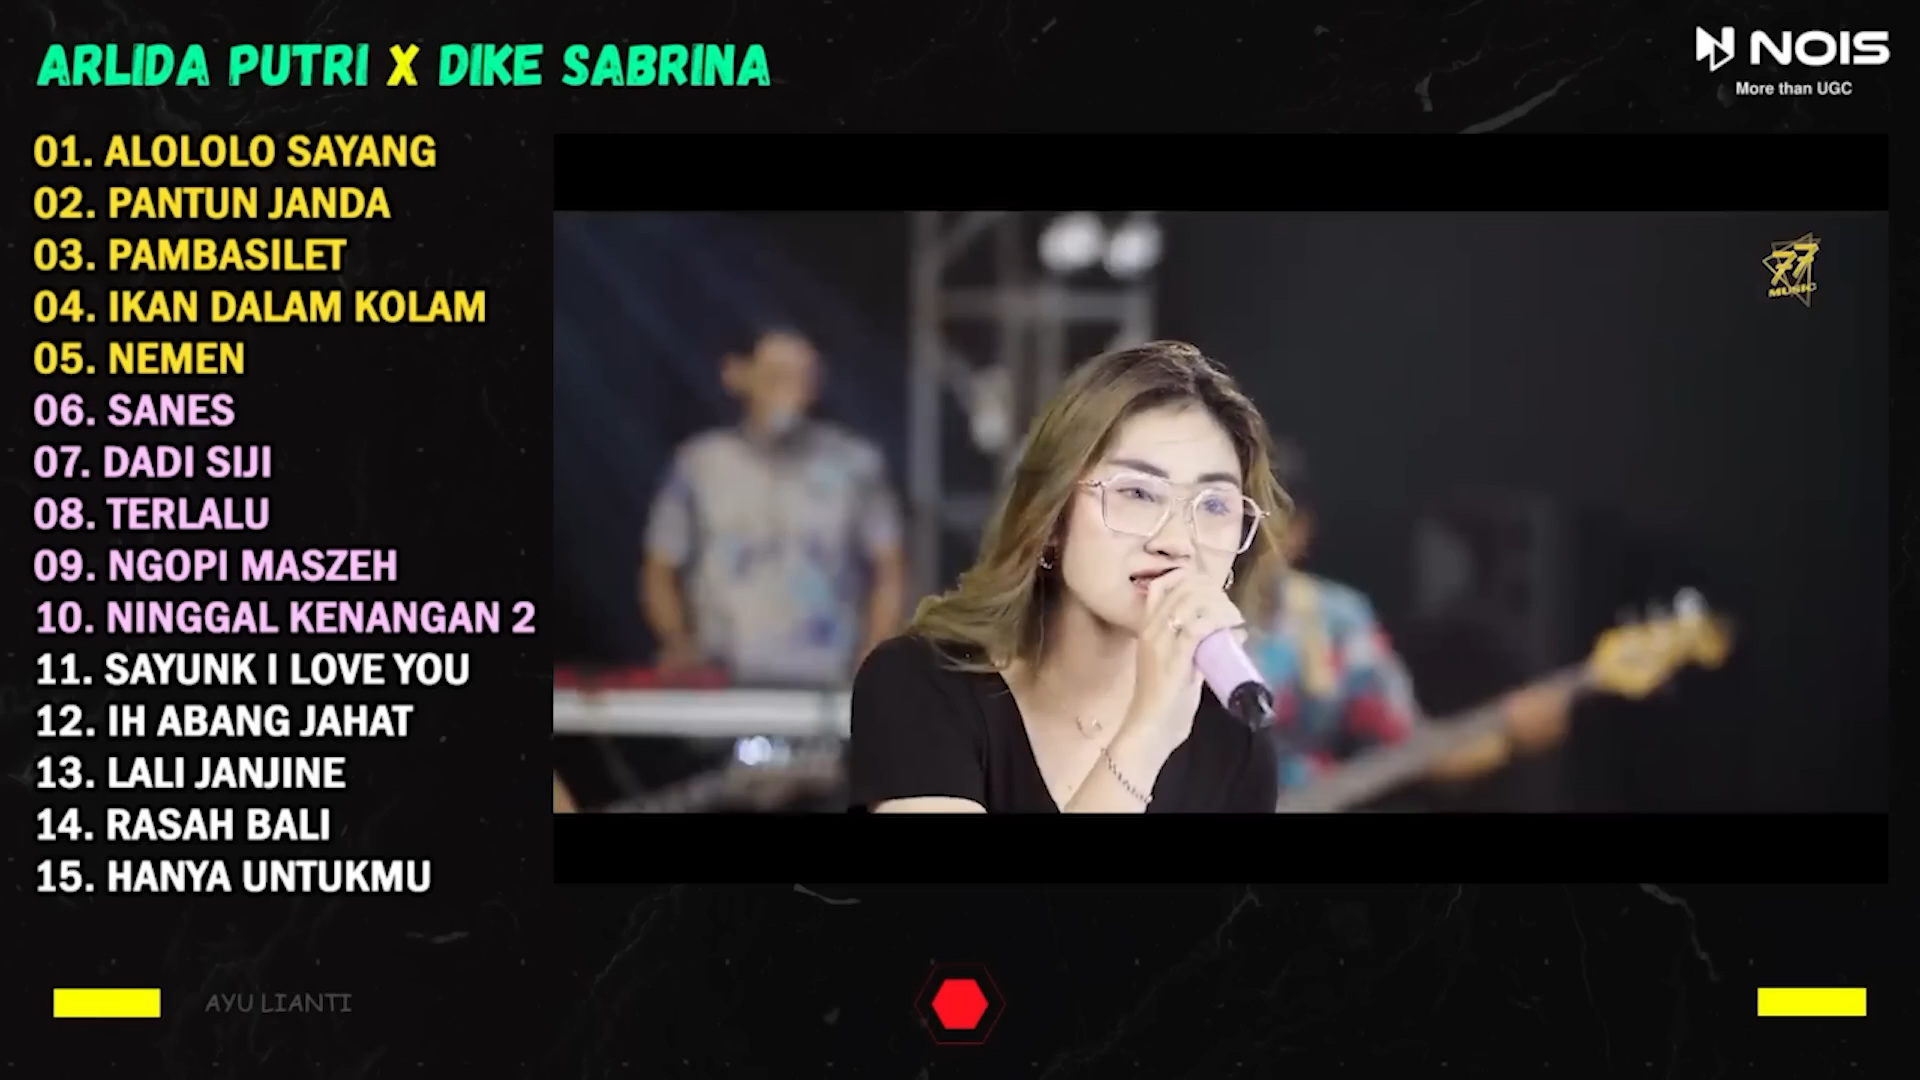 ARLIDA PUTRI X DIKE SABRINA
NOIS
More than UGC
01. ALOLOLO SAYANG
02. PANTUN JANDA
03. PAMBASILET
04. IKAN DALAM KOLAM
05. NEMEN
06. SANES
07. DADI SIJI
08. TERLALU
09. NGOPI MASZEH
10. NINGGAL KENANGAN 2
11. SAYUNK I LOVE YOU
12. IH ABANG JAHAT
13. LALI JANJINE
14. RASAH BALI
15. HANYA UNTUKMU
77
MUSIC
AYU LIANTI